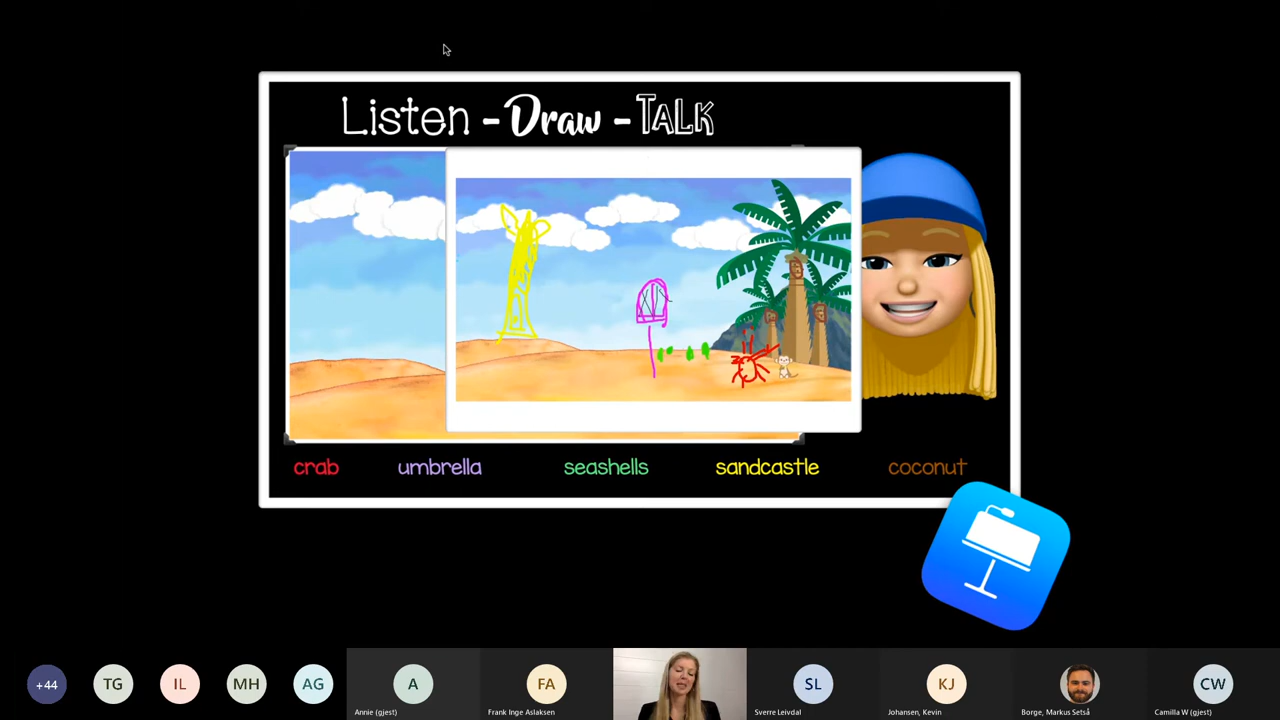 Listen - Draw - TALK
crab umbrella seashells sandcastle coconut
+44 TG IL MH AG A FA SL KJ CW
Annie (gjest) Frank Inge Aslaksen Sverre Leivdal Johansen, Kevin Borge, Markus Setså Camilla W (gjest)